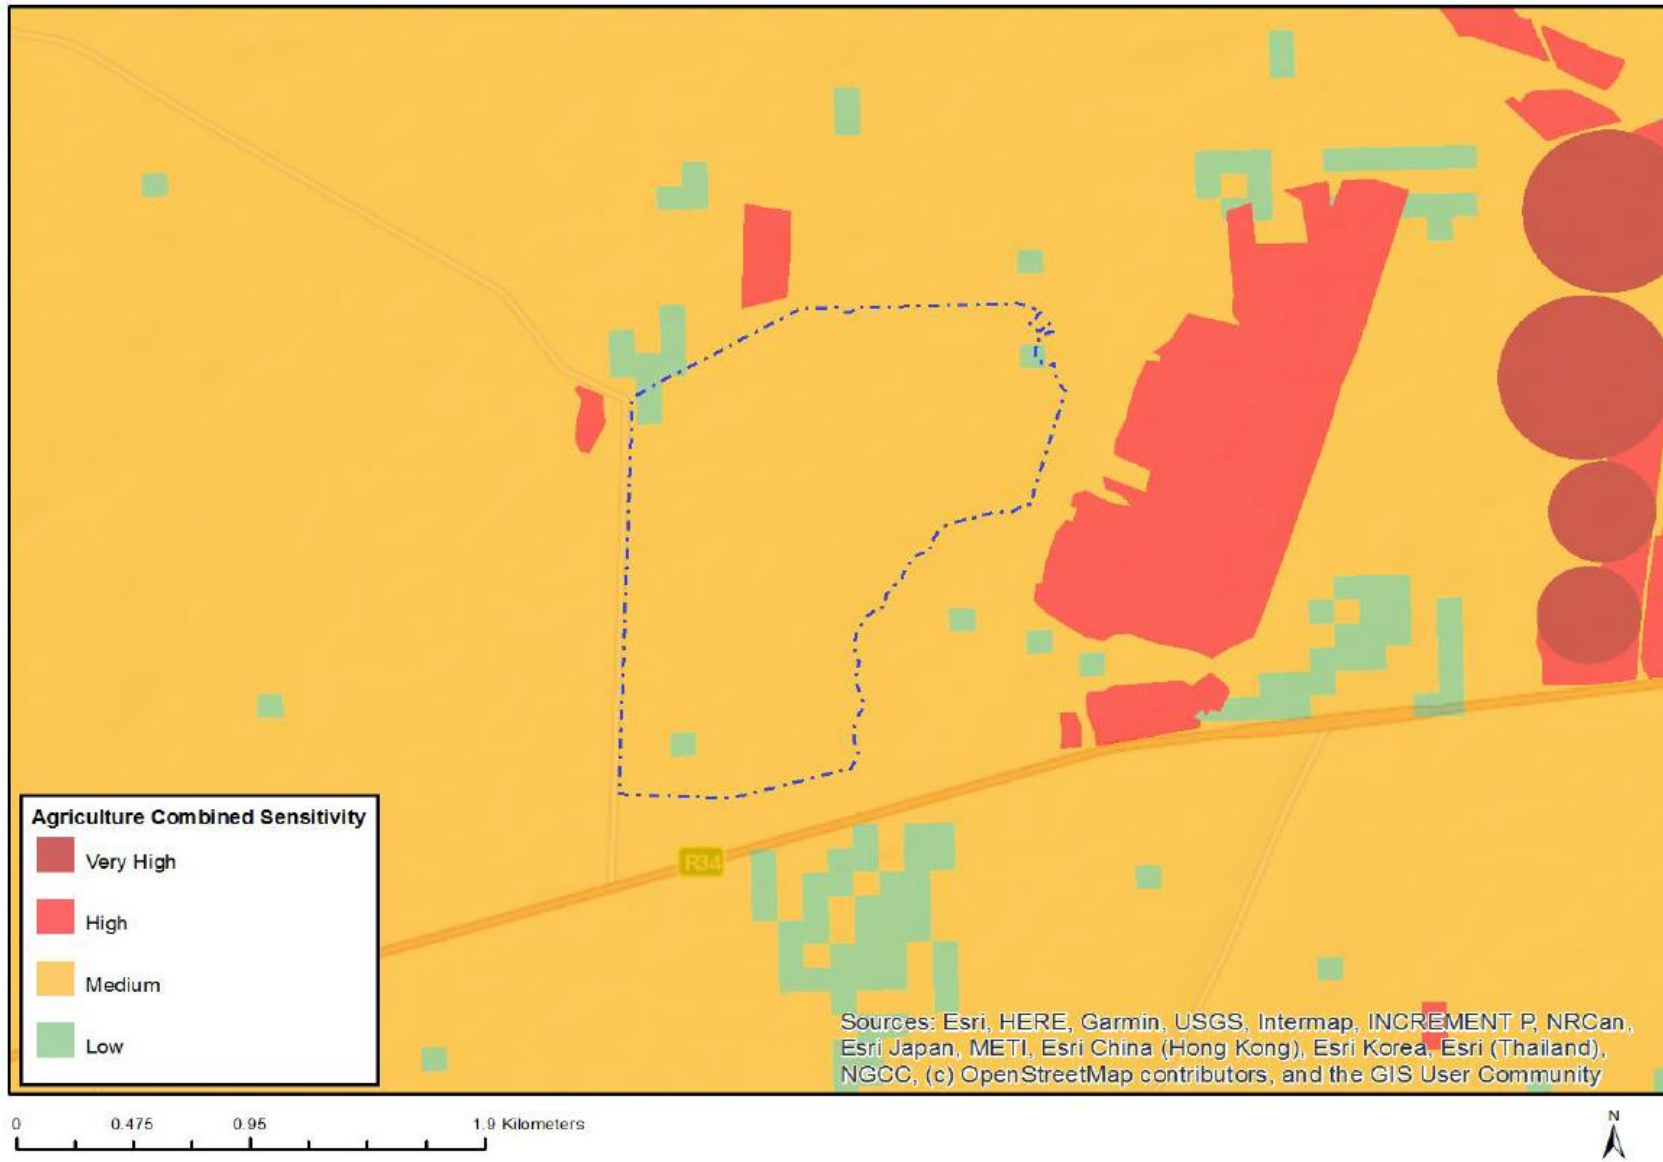 Agriculture Combined Sensitivity
Very High
High
Medium
Low
R34
Sources: Esri, HERE, Garmin, USGS, Intermap, INCREMENT P, NRCan,
Esri Japan, METI, Esri China (Hong Kong), Esri Korea, Esri (Thailand),
NGCC, (c) OpenStreetMap contributors, and the GIS User Community
0 0.475 0.95 1.9 Kilometers
N